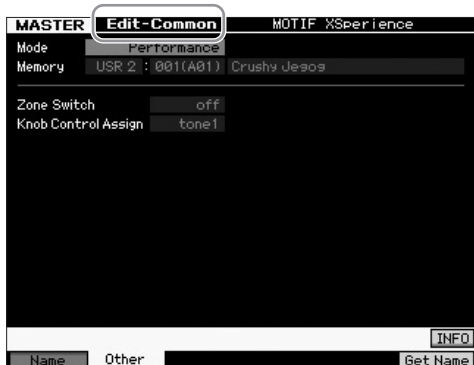 MASTER Edit-Common MOTIF XSperience
Mode Performance
Memory USR 2 : 001(A01) Crushy Jegog
Zone Switch off
Knob Control Assign tone1
INFO
Name Other Get Name